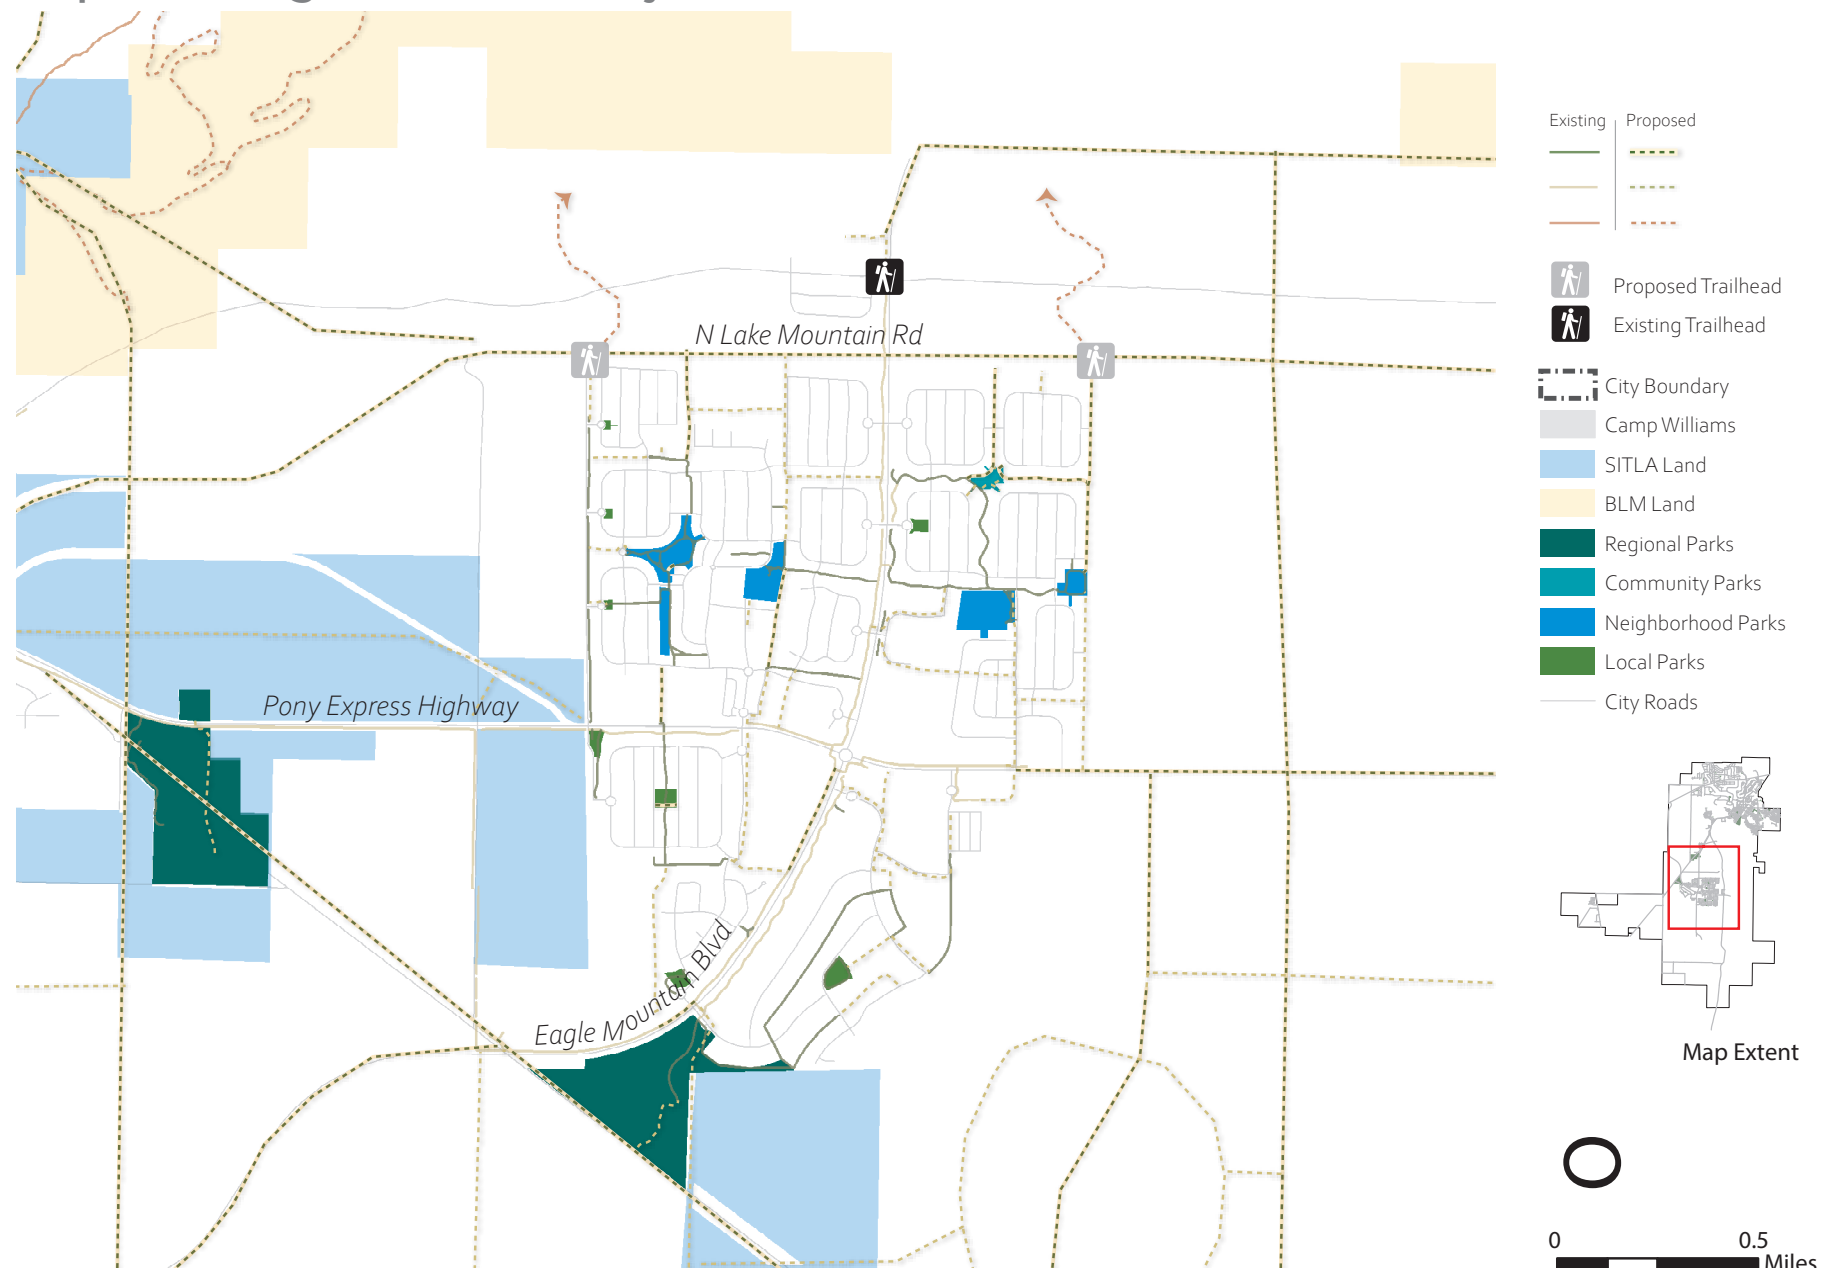 Existing Proposed
Proposed Trailhead
Existing Trailhead
N Lake Mountain Rd
City Boundary
Camp Williams
SITLA Land
BLM Land
Regional Parks
Community Parks
Neighborhood Parks
Local Parks
City Roads
Pony Express Highway
Eagle Mountain Blvd
Map Extent
0 0.5
Miles